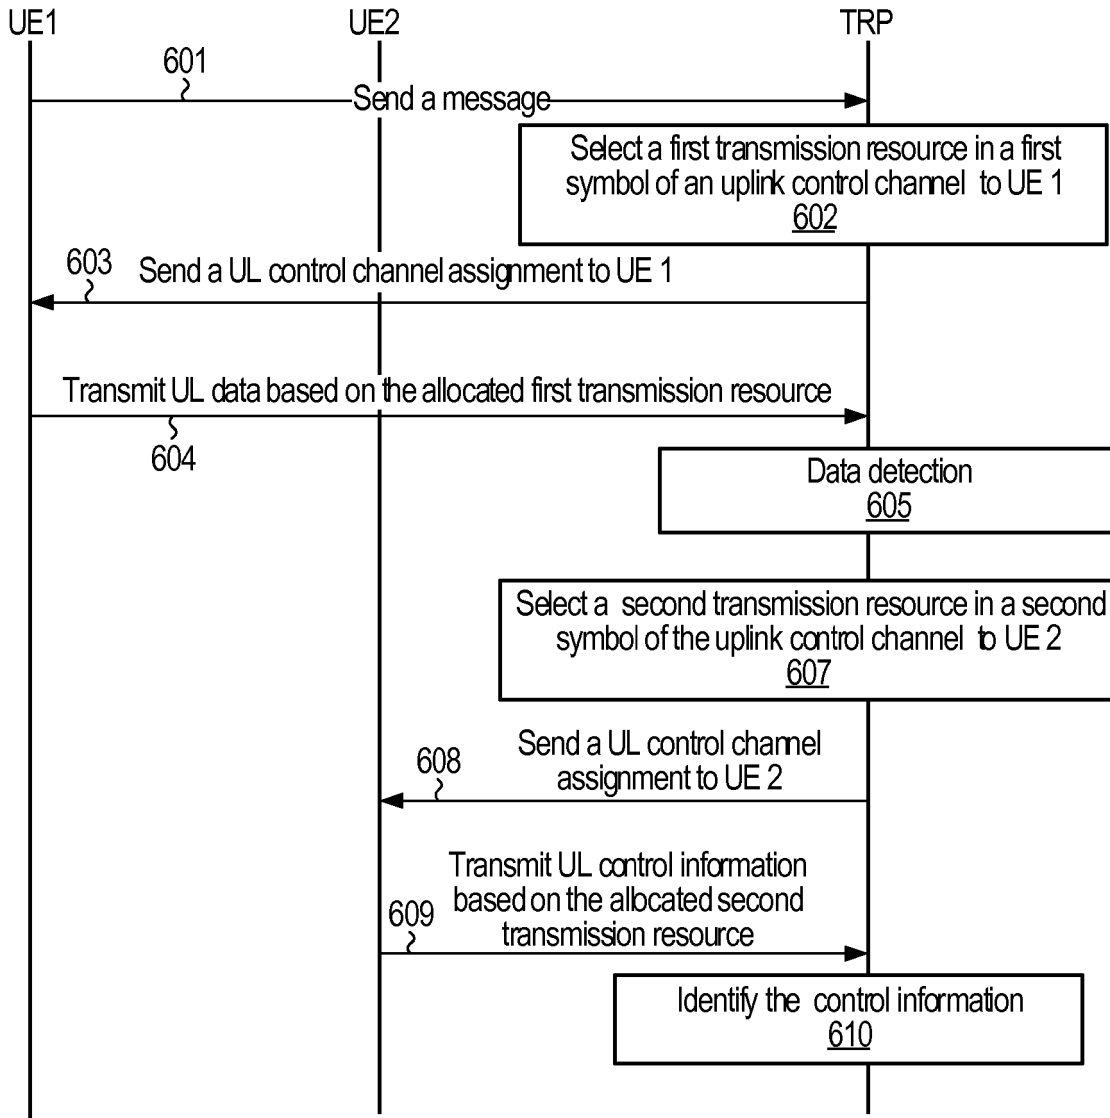 UE1 UE2 TRP
601
Send a message
Select a first transmission resource in a first
symbol of an uplink control channel to UE 1
602
603
Send a UL control channel assignment to UE 1
Transmit UL data based on the allocated first transmission resource
604
Data detection
605
Select a second transmission resource in a second
symbol of the uplink control channel to UE 2
607
Send a UL control channel
608
assignment to UE 2
Transmit UL control information
based on the allocated second
609
transmission resource
Identify the control information
610